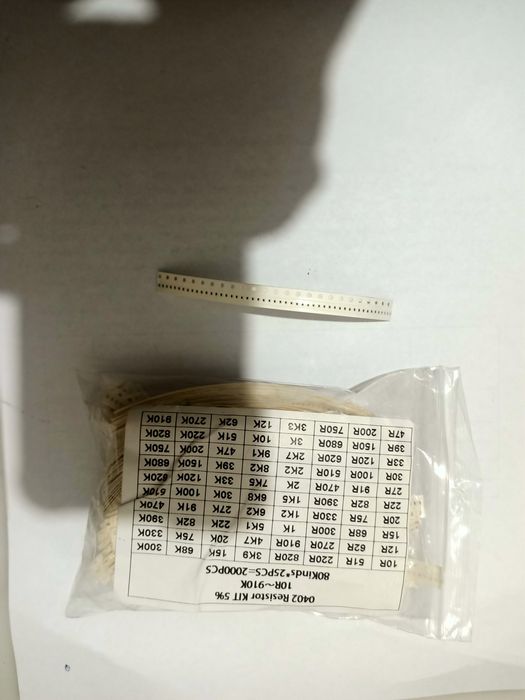 0402 Resistor KIT 5%
10R~910K
80Kinds*25PCS=2000PCS
10R 51R 220R 820R 3K9 15K 68K 300K
12R 62R 270R 910R 4K7 20K 75K 330K
15R 68R 300R 1K 5K1 22K 82K 390K
20R 75R 330R 1K2 6K2 27K 91K 470K
22R 82R 390R 1K5 6K8 30K 100K 510K
27R 91R 470R 2K 7K5 33K 120K 620K
30R 100R 510R 2K2 8K2 39K 150K 680K
33R 120R 620R 2K7 9K1 47K 200K 750K
39R 150R 680R 3K 10K 51K 220K 820K
47R 200R 750R 3K3 12K 62K 270K 910K